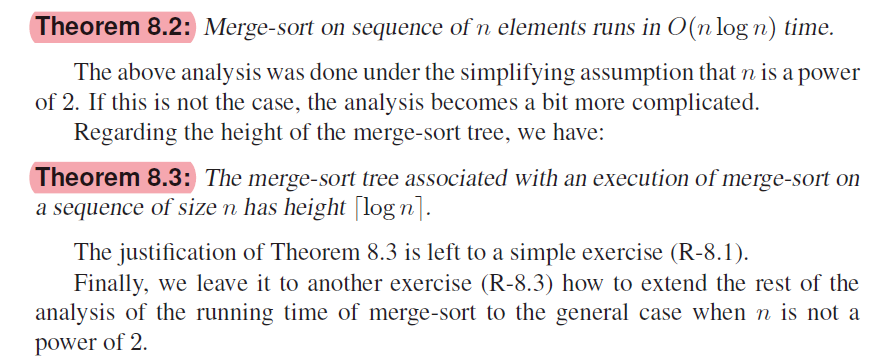 Theorem 8.2: Merge-sort on sequence of n elements runs in O(n log n) time.
The above analysis was done under the simplifying assumption that n is a power
of 2. If this is not the case, the analysis becomes a bit more complicated.
Regarding the height of the merge-sort tree, we have:
Theorem 8.3: The merge-sort tree associated with an execution of merge-sort on
a sequence of size n has height ⌈log n⌉.
The justification of Theorem 8.3 is left to a simple exercise (R-8.1).
Finally, we leave it to another exercise (R-8.3) how to extend the rest of the
analysis of the running time of merge-sort to the general case when n is not a
power of 2.